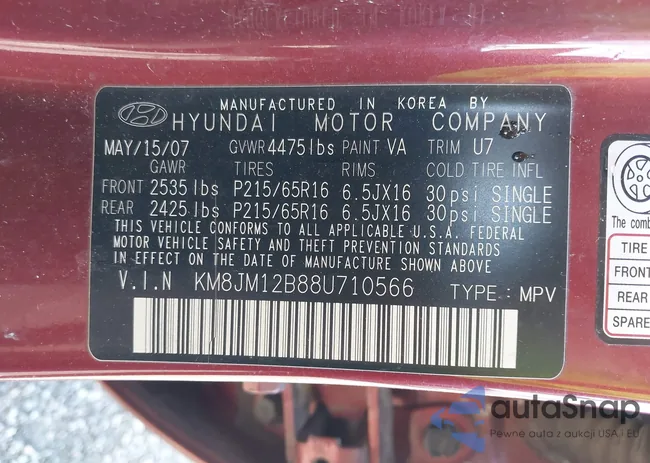 MANUFACTURED IN KOREA BY
HYUNDAI MOTOR COMPANY
MAY/15/07 GVWR 4475lbs PAINT VA TRIM U7
GAWR TIRES RIMS COLD TIRE INFL
FRONT 2535lbs P215/65R16 6.5JX16 30psi SINGLE
REAR 2425lbs P215/65R16 6.5JX16 30psi SINGLE
THIS VEHICLE CONFORMS TO ALL APPLICABLE U.S.A. FEDERAL
MOTOR VEHICLE SAFETY AND THEFT PREVENTION STANDARDS
IN EFFECT ON THE DATE OF MANUFACTURE SHOWN ABOVE
V.I.N KM8JM12B88U710566 TYPE : MPV
The comb
TIRE
FRONT
REAR
SPARE
autoSnap
Pewne auta z aukcji USA i EU